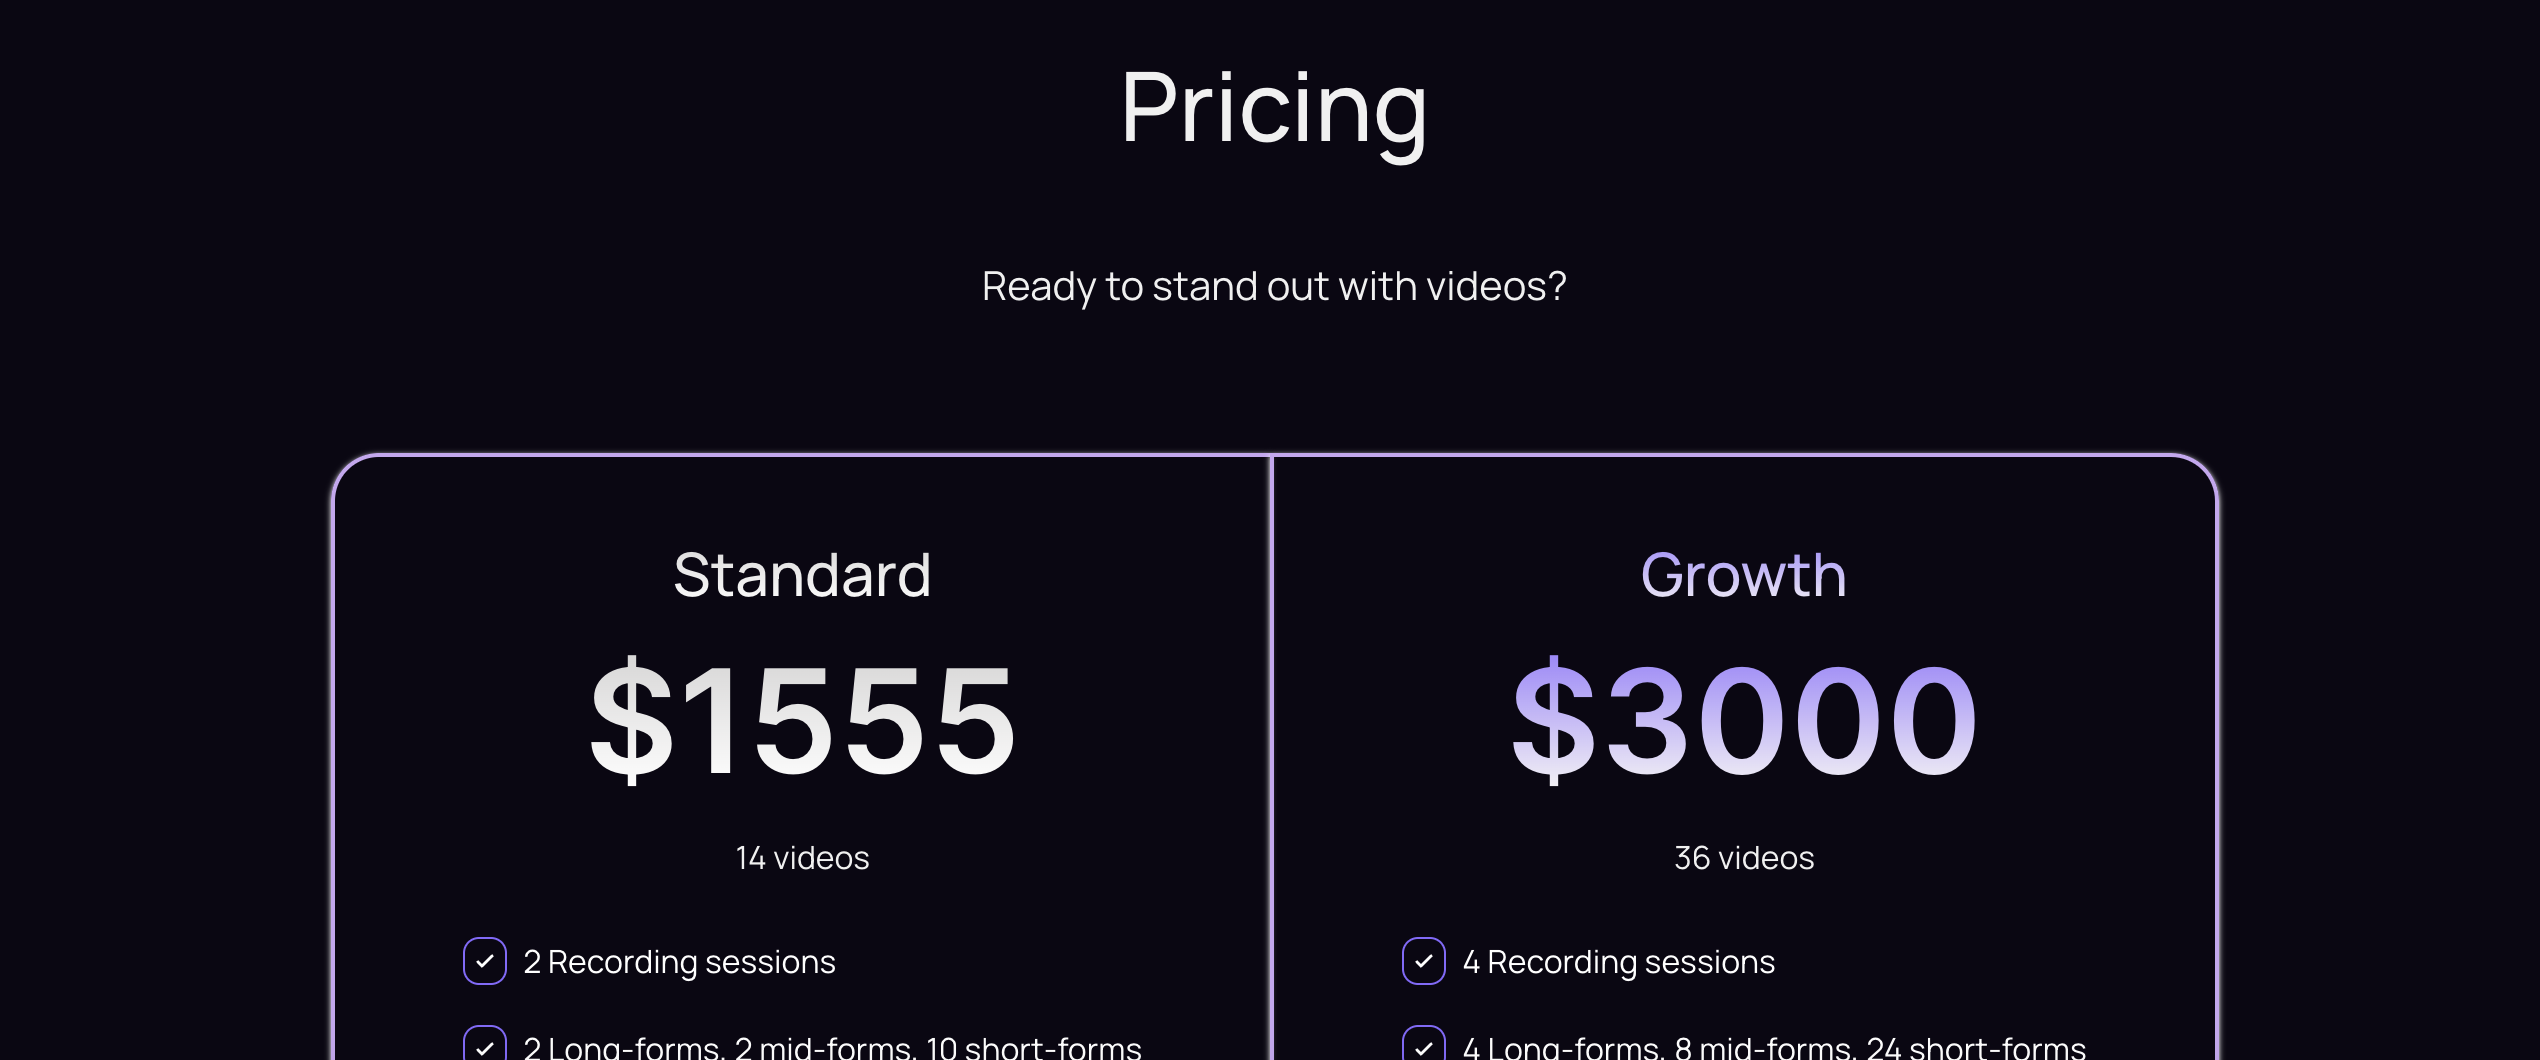 Pricing
Ready to stand out with videos?
Standard
$1555
14 videos
2 Recording sessions
2 Long-forms, 2 mid-forms, 10 short-forms
Growth
$3000
36 videos
4 Recording sessions
4 Long-forms, 8 mid-forms, 24 short-forms